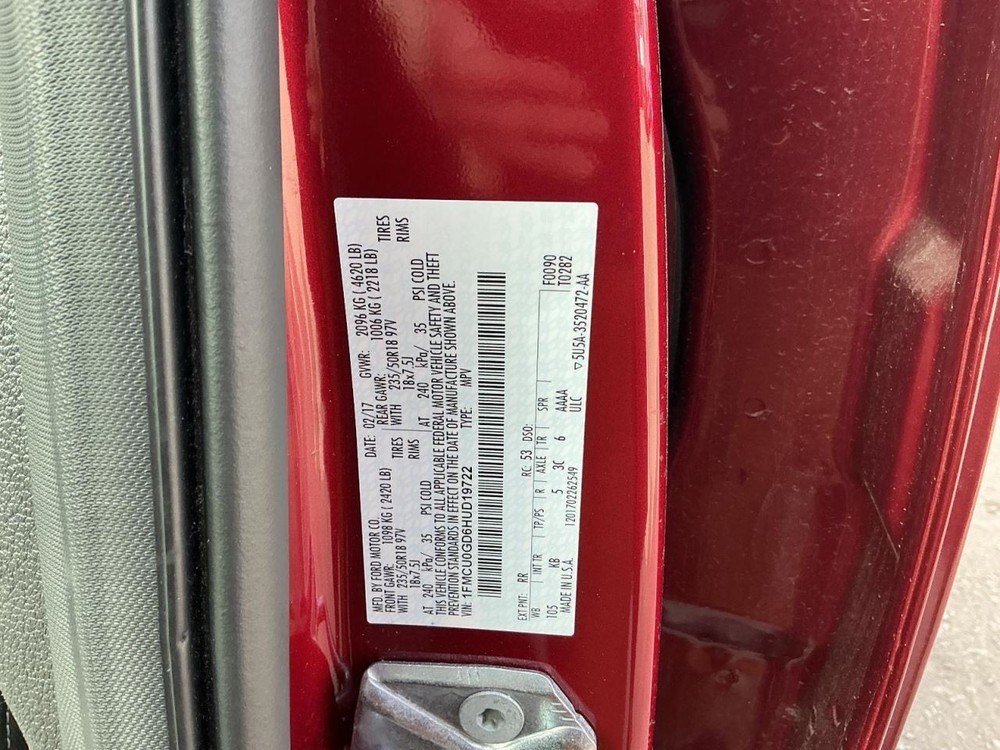 MFD. BY FORD MOTOR CO. DATE: 02/17 GVWR: 2096 KG ( 4620 LB)
FRONT GAWR: 1098 KG ( 2420 LB) REAR GAWR: 1006 KG ( 2218 LB)
WITH 235/50R18 97V TIRES WITH 235/50R18 97V TIRES
18x7.5J RIMS 18x7.5J RIMS
AT 240 kPa/ 35 PSI COLD AT 240 kPa/ 35 PSI COLD
THIS VEHICLE CONFORMS TO ALL APPLICABLE FEDERAL MOTOR VEHICLE SAFETY AND THEFT
PREVENTION STANDARDS IN EFFECT ON THE DATE OF MANUFACTURE SHOWN ABOVE.
VIN: 1FMCU0GD6HUD19722 TYPE: MPV
EXT PNT: RR RC: 53 DSO: F0090
WB INT TR TP/PS R AXLE TR SPR T0282
105 KB 5 3C 6 AAAA
ULC
MADE IN U.S.A. 1201702262549 5U5A-3520472-AA